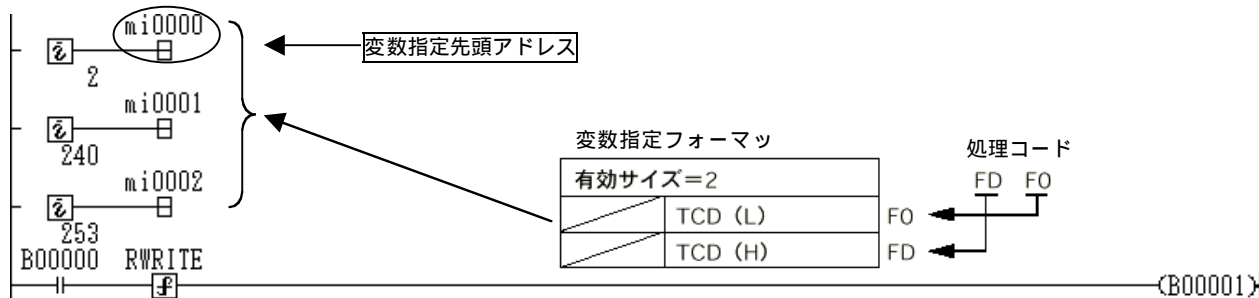 mi0000
変数指定先頭アドレス
2
mi0001
240
mi0002
253
変数指定フォーマッ
有効サイズ=2
TCD (L)
TCD (H)
F0
FD
処理コード
FD F0
B00000 RWRITE
(B00001)